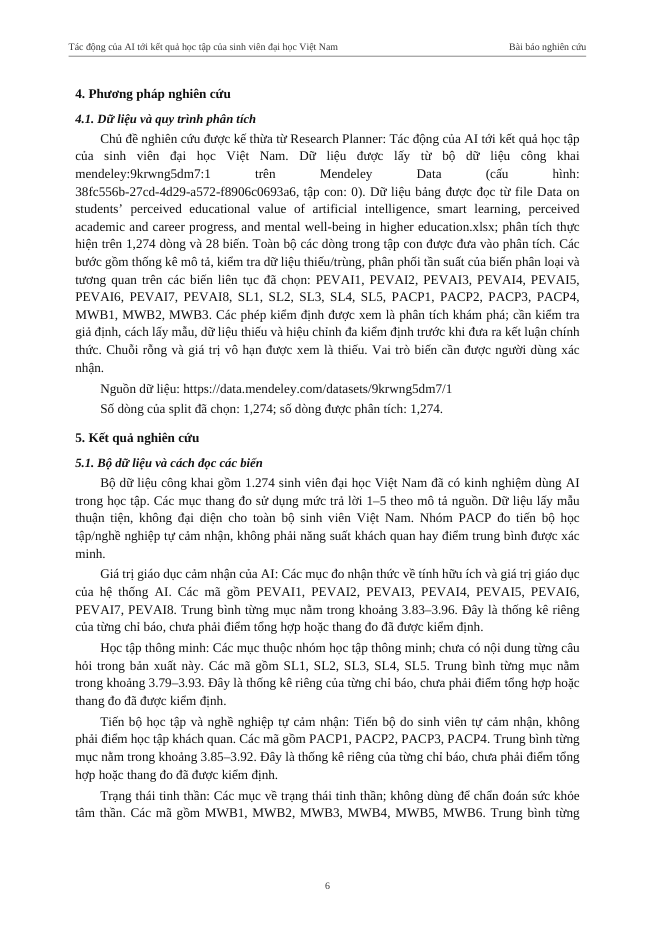 Tác động của AI tới kết quả học tập của sinh viên đại học Việt Nam Bài báo nghiên cứu
4. Phương pháp nghiên cứu
4.1. Dữ liệu và quy trình phân tích
Chủ đề nghiên cứu được kế thừa từ Research Planner: Tác động của AI tới kết quả học tập
của sinh viên đại học Việt Nam. Dữ liệu được lấy từ bộ dữ liệu công khai
mendeley:9krwng5dm7:1 trên Mendeley Data (cấu hình:
38fc556b-27cd-4d29-a572-f8906c0693a6, tập con: 0). Dữ liệu bảng được đọc từ file Data on
students’ perceived educational value of artificial intelligence, smart learning, perceived
academic and career progress, and mental well-being in higher education.xlsx; phân tích thực
hiện trên 1,274 dòng và 28 biến. Toàn bộ các dòng trong tập con được đưa vào phân tích. Các
bước gồm thống kê mô tả, kiểm tra dữ liệu thiếu/trùng, phân phối tần suất của biến phân loại và
tương quan trên các biến liên tục đã chọn: PEVAI1, PEVAI2, PEVAI3, PEVAI4, PEVAI5,
PEVAI6, PEVAI7, PEVAI8, SL1, SL2, SL3, SL4, SL5, PACP1, PACP2, PACP3, PACP4,
MWB1, MWB2, MWB3. Các phép kiểm định được xem là phân tích khám phá; cần kiểm tra
giả định, cách lấy mẫu, dữ liệu thiếu và hiệu chỉnh đa kiểm định trước khi đưa ra kết luận chính
thức. Chuỗi rỗng và giá trị vô hạn được xem là thiếu. Vai trò biến cần được người dùng xác
nhận.
Nguồn dữ liệu: https://data.mendeley.com/datasets/9krwng5dm7/1
Số dòng của split đã chọn: 1,274; số dòng được phân tích: 1,274.
5. Kết quả nghiên cứu
5.1. Bộ dữ liệu và cách đọc các biến
Bộ dữ liệu công khai gồm 1.274 sinh viên đại học Việt Nam đã có kinh nghiệm dùng AI
trong học tập. Các mục thang đo sử dụng mức trả lời 1–5 theo mô tả nguồn. Dữ liệu lấy mẫu
thuận tiện, không đại diện cho toàn bộ sinh viên Việt Nam. Nhóm PACP đo tiến bộ học
tập/nghề nghiệp tự cảm nhận, không phải năng suất khách quan hay điểm trung bình được xác
minh.
Giá trị giáo dục cảm nhận của AI: Các mục đo nhận thức về tính hữu ích và giá trị giáo dục
của hệ thống AI. Các mã gồm PEVAI1, PEVAI2, PEVAI3, PEVAI4, PEVAI5, PEVAI6,
PEVAI7, PEVAI8. Trung bình từng mục nằm trong khoảng 3.83–3.96. Đây là thống kê riêng
của từng chỉ báo, chưa phải điểm tổng hợp hoặc thang đo đã được kiểm định.
Học tập thông minh: Các mục thuộc nhóm học tập thông minh; chưa có nội dung từng câu
hỏi trong bản xuất này. Các mã gồm SL1, SL2, SL3, SL4, SL5. Trung bình từng mục nằm
trong khoảng 3.79–3.93. Đây là thống kê riêng của từng chỉ báo, chưa phải điểm tổng hợp hoặc
thang đo đã được kiểm định.
Tiến bộ học tập và nghề nghiệp tự cảm nhận: Tiến bộ do sinh viên tự cảm nhận, không
phải điểm học tập khách quan. Các mã gồm PACP1, PACP2, PACP3, PACP4. Trung bình từng
mục nằm trong khoảng 3.85–3.92. Đây là thống kê riêng của từng chỉ báo, chưa phải điểm tổng
hợp hoặc thang đo đã được kiểm định.
Trạng thái tinh thần: Các mục về trạng thái tinh thần; không dùng để chẩn đoán sức khỏe
tâm thần. Các mã gồm MWB1, MWB2, MWB3, MWB4, MWB5, MWB6. Trung bình từng
6